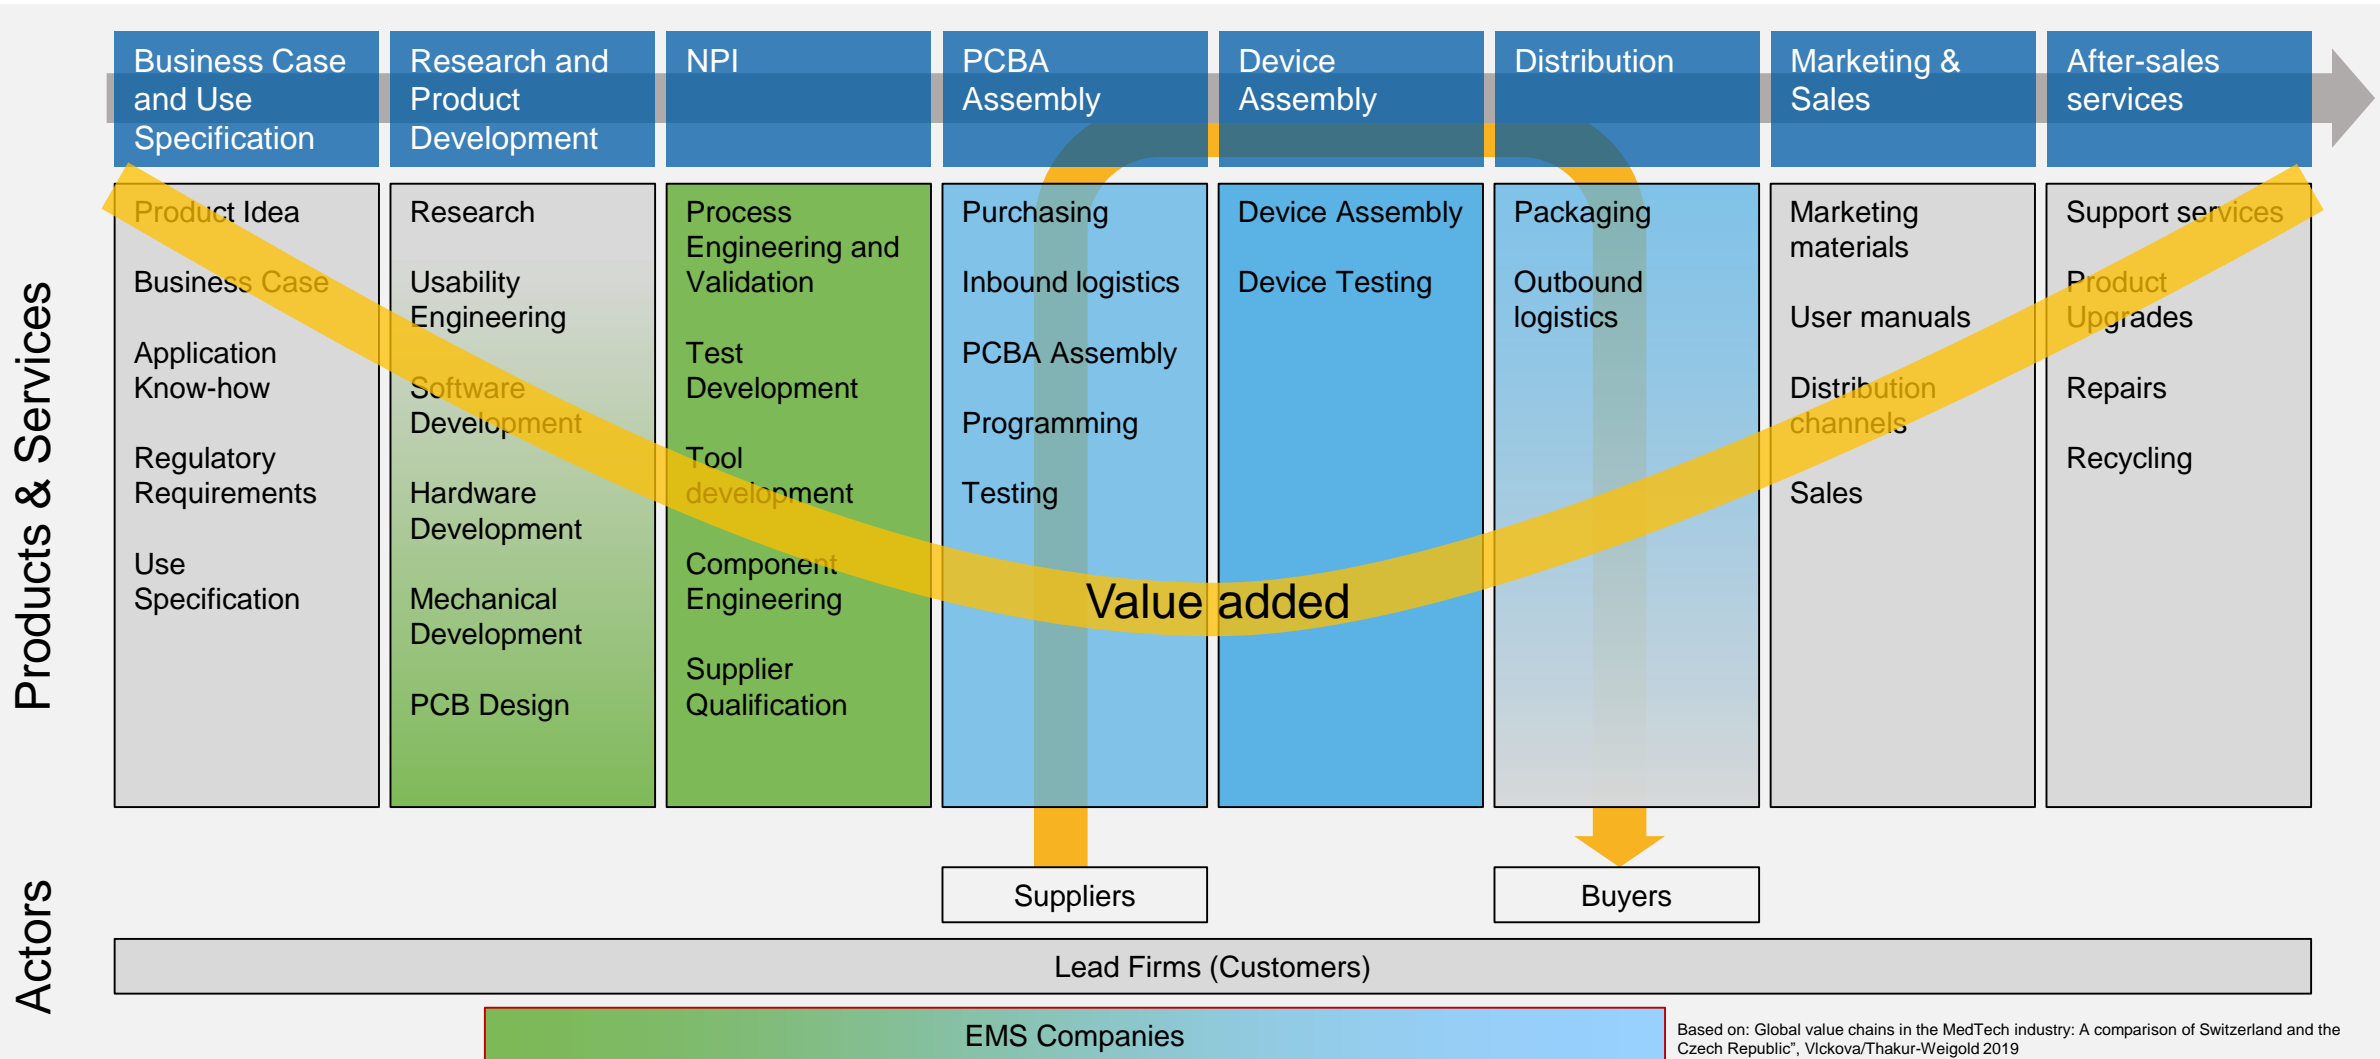 Business Case
and Use
Specification
Research and
Product
Development
NPI
PCBA
Assembly
Device
Assembly
Distribution
Marketing &
Sales
After-sales
services
Products & Services
Product Idea
Business Case
Application
Know-how
Regulatory
Requirements
Use
Specification
Research
Usability
Engineering
Software
Development
Hardware
Development
Mechanical
Development
PCB Design
Process
Engineering and
Validation
Test
Development
Tool
development
Component
Engineering
Supplier
Qualification
Purchasing
Inbound logistics
PCBA Assembly
Programming
Testing
Device Assembly
Device Testing
Packaging
Outbound
logistics
Marketing
materials
User manuals
Distribution
channels
Sales
Support services
Product
Upgrades
Repairs
Recycling
Value added
Actors
Suppliers
Buyers
Lead Firms (Customers)
EMS Companies
Based on: Global value chains in the MedTech industry: A comparison of Switzerland and the
Czech Republic”, Vlckova/Thakur-Weigold 2019